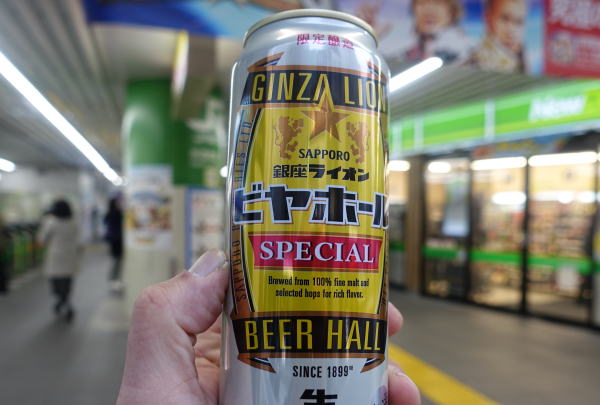 限定醸造
GINZA LION
SAPPORO
銀座ライオン
ビヤホール
SPECIAL
Brewed from 100% fine malt and
selected hops for rich flavor.
BEER HALL
SINCE 1899
生
New